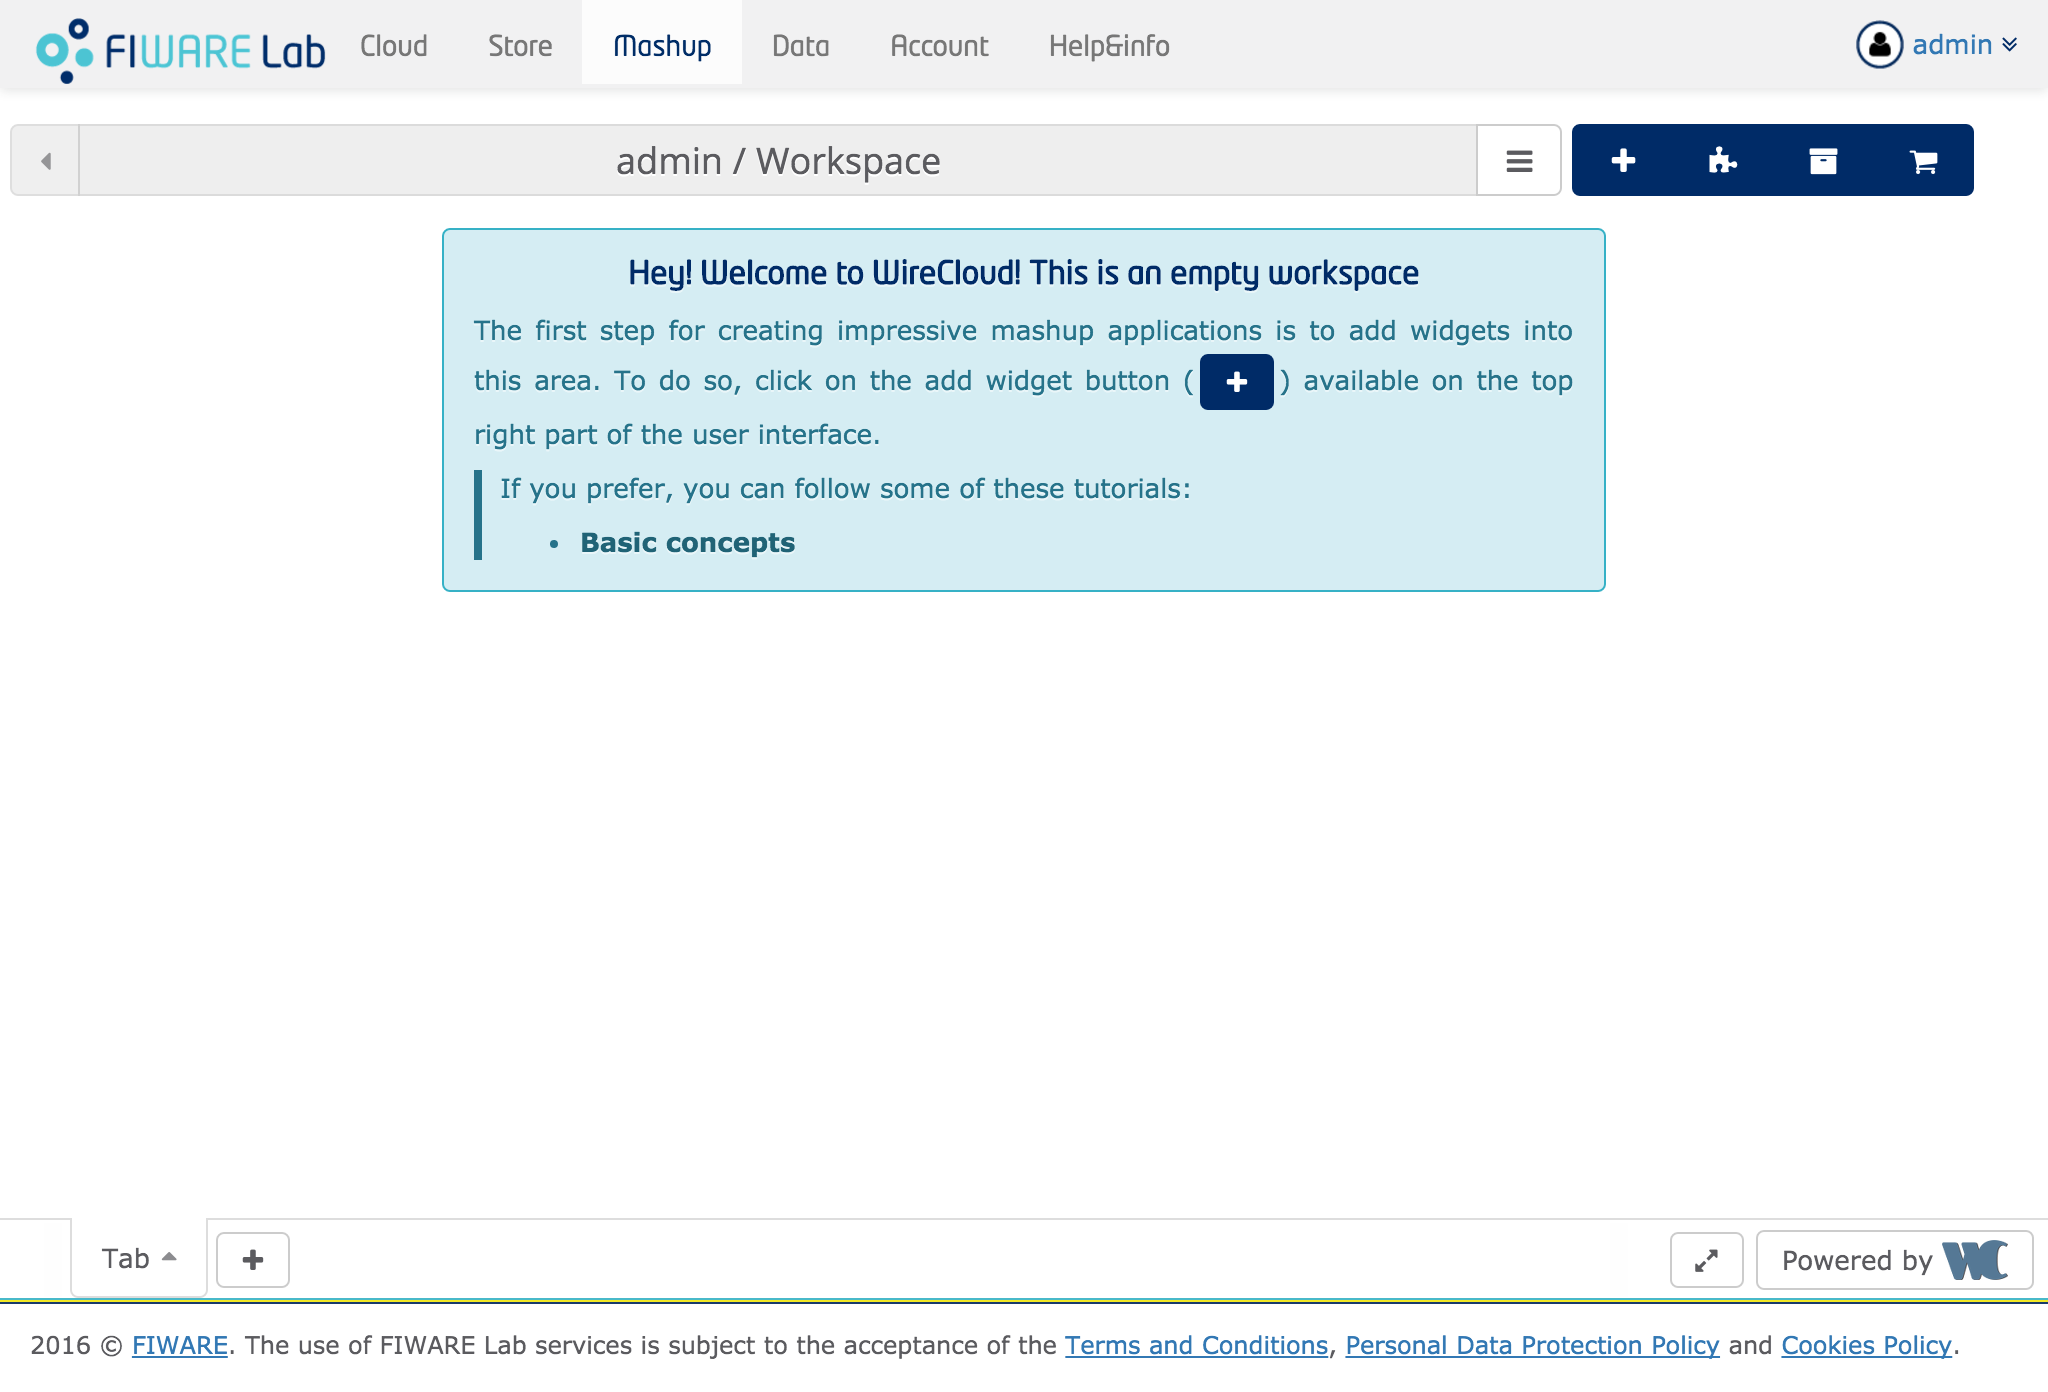 FIWARE Lab Cloud Store Mashup Data Account Help&info admin
admin / Workspace
Hey! Welcome to WireCloud! This is an empty workspace
The first step for creating impressive mashup applications is to add widgets into
this area. To do so, click on the add widget button ( + ) available on the top
right part of the user interface.
If you prefer, you can follow some of these tutorials:
• Basic concepts
Tab
Powered by WC
2016 © FIWARE. The use of FIWARE Lab services is subject to the acceptance of the Terms and Conditions, Personal Data Protection Policy and Cookies Policy.